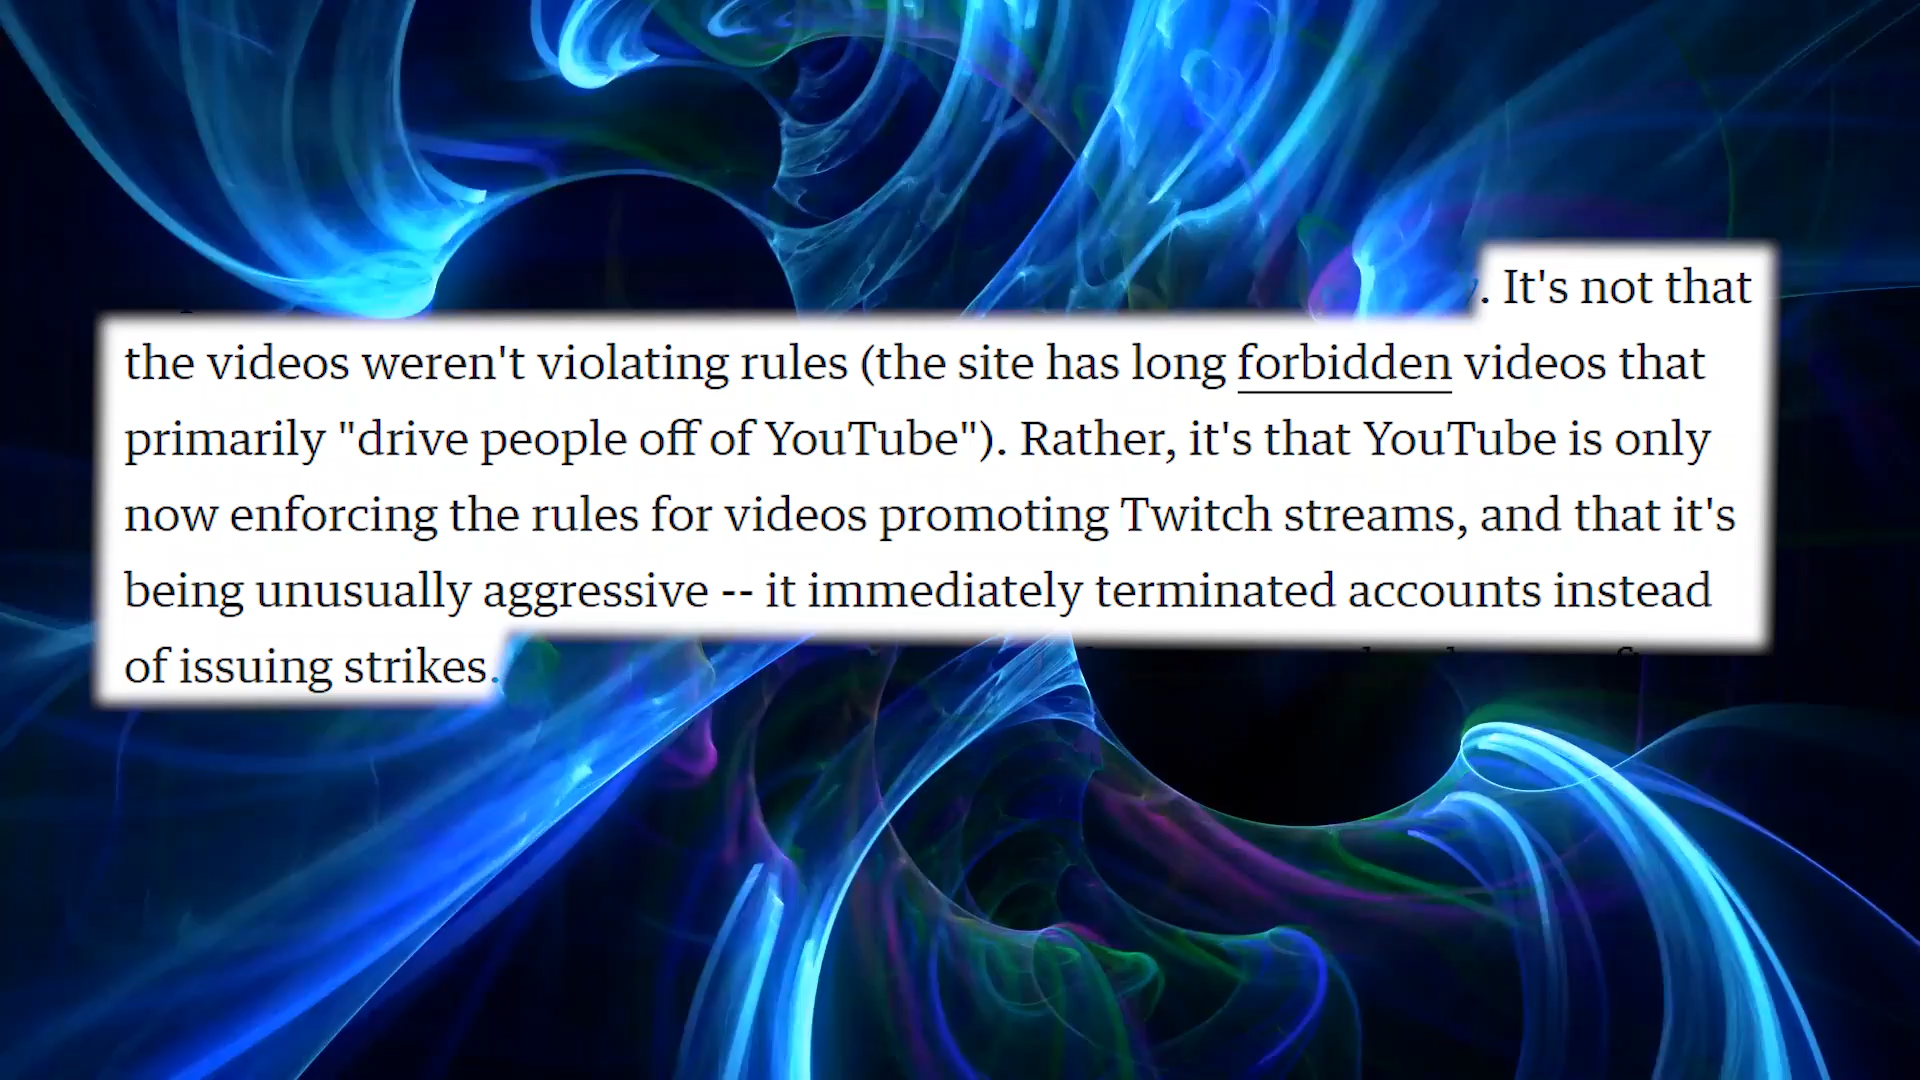 . It's not that
the videos weren't violating rules (the site has long forbidden videos that
primarily "drive people off of YouTube"). Rather, it's that YouTube is only
now enforcing the rules for videos promoting Twitch streams, and that it's
being unusually aggressive -- it immediately terminated accounts instead
of issuing strikes.